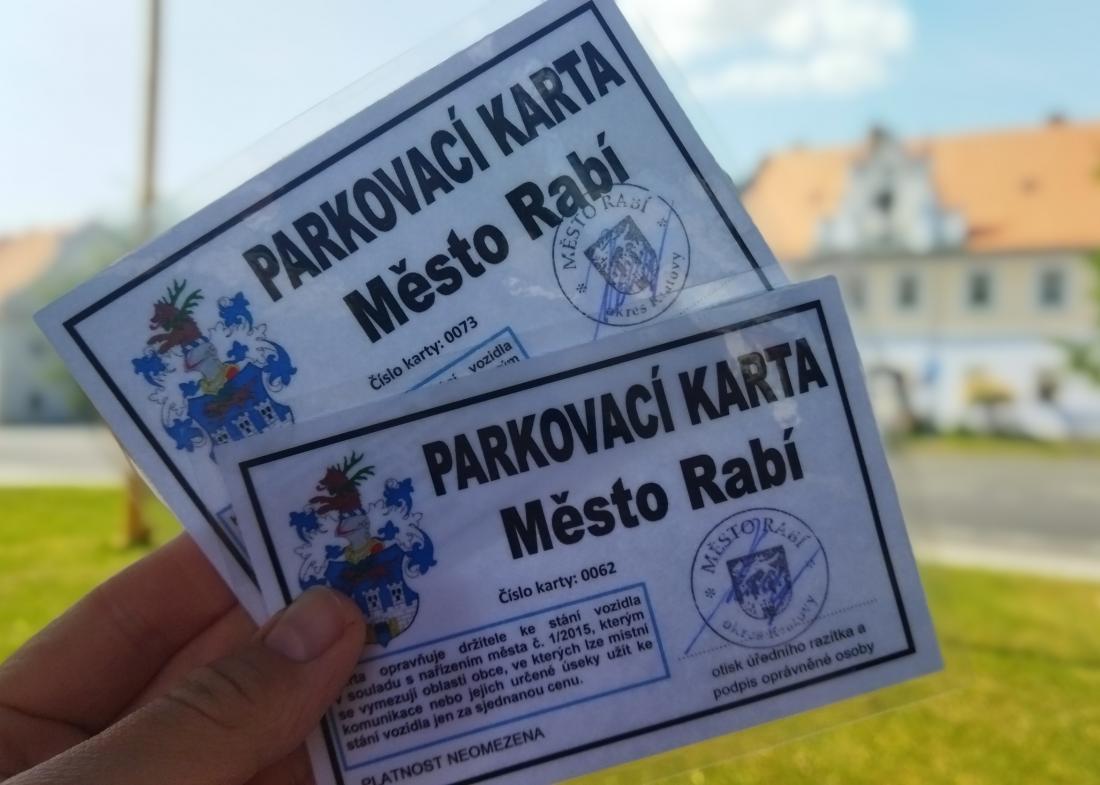 PARKOVACÍ KARTA
Město Rabí
MĚSTO RABÍ
okres Klatovy
Číslo karty: 0073
vozidla
PARKOVACÍ KARTA
Město Rabí
Číslo karty: 0062
MĚSTO RABÍ
okres Klatovy
opravňuje držitele ke stání vozidla
v souladu s nařízením města č. 1/2015, kterým
se vymezují oblasti obce, ve kterých lze místní
komunikace nebo jejich určené úseky užít ke
stání vozidla jen za sjednanou cenu.
otisk úředního razítka a
podpis oprávněné osoby
PLATNOST NEOMEZENA